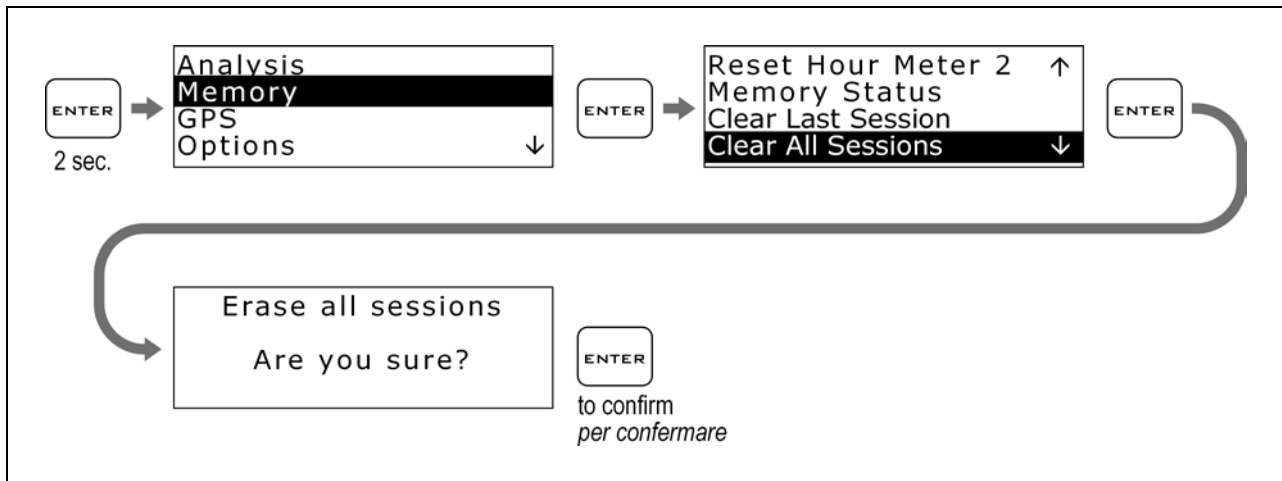 ENTER
2 sec.
Analysis
Memory
GPS
Options ↓
ENTER
Reset Hour Meter 2 ↑
Memory Status
Clear Last Session
Clear All Sessions ↓
ENTER
Erase all sessions
Are you sure?
ENTER
to confirm
per confermare